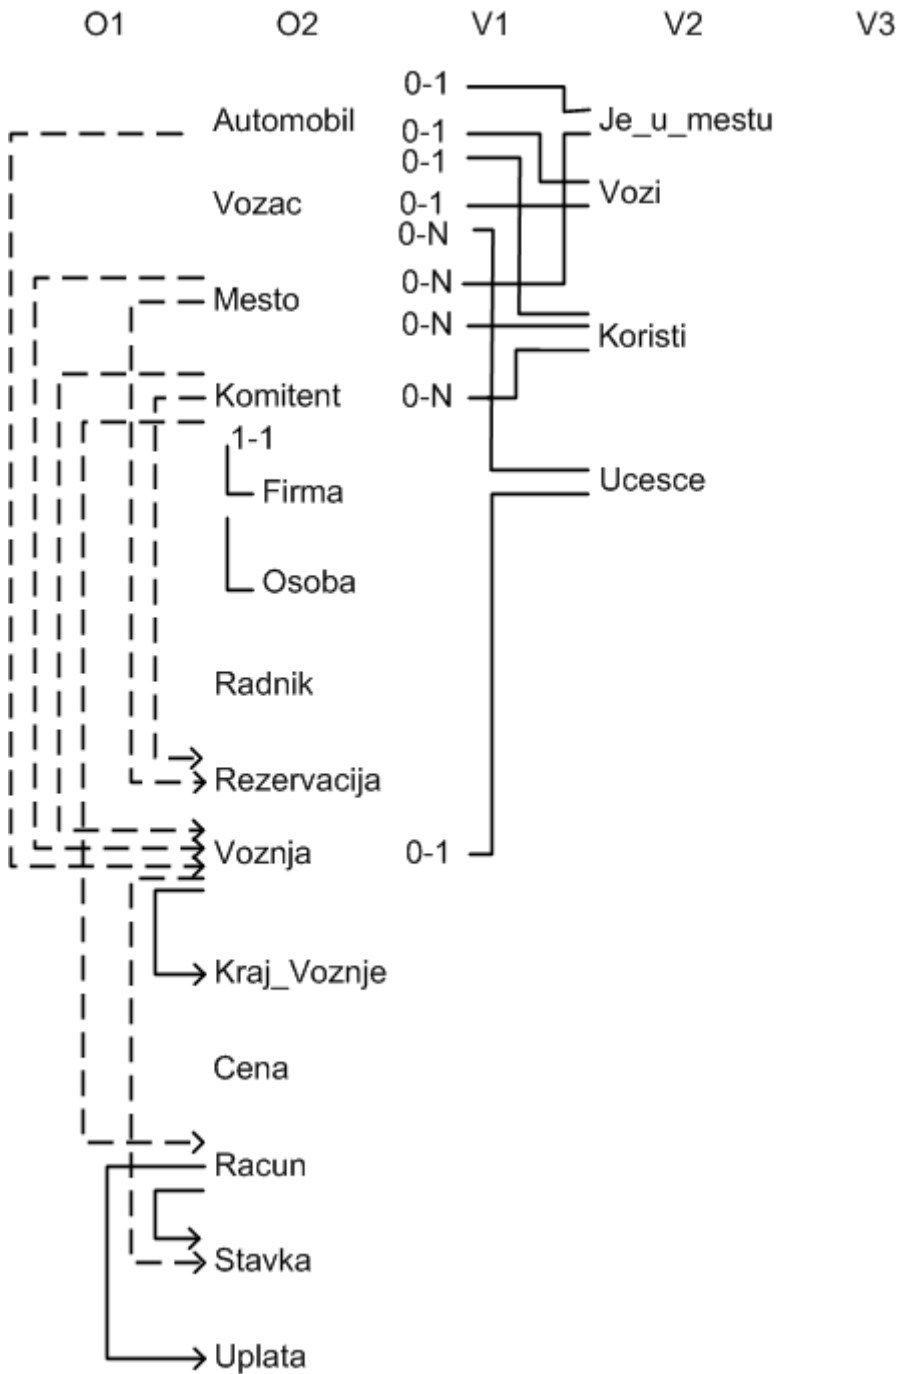 O1 O2 V1 V2 V3
0-1
Automobil 0-1 Je_u_mestu
0-1
Vozac 0-1 Vozi
0-N
Mesto 0-N
0-N Koristi
Komitent 0-N
1-1
Firma Ucesce
Osoba
Radnik
Rezervacija
Voznja 0-1
Kraj_Voznje
Cena
Racun
Stavka
Uplata